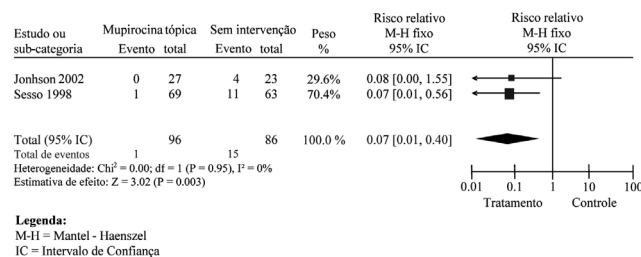 Estudo ou Mupirocina tópica Sem intervenção Peso Risco relativo Risco relativo
sub-categoria Evento total Evento total % M-H fixo M-H fixo
95% IC 95% IC
Jonhson 2002 0 27 4 23 29.6% 0.08 [0.00, 1.55]
Sesso 1998 1 69 11 63 70.4% 0.07 [0.01, 0.56]
Total (95% IC) 96 86 100.0 % 0.07 [0.01, 0.40]
Total de eventos 1 15
Heterogeneidade: Chi² = 0.00; df = 1 (P = 0.95), I² = 0%
Estimativa de efeito: Z = 3.02 (P = 0.003)
0.01 0.1 1 10 100
Tratamento Controle
Legenda:
M-H = Mantel - Haenszel
IC = Intervalo de Confiança